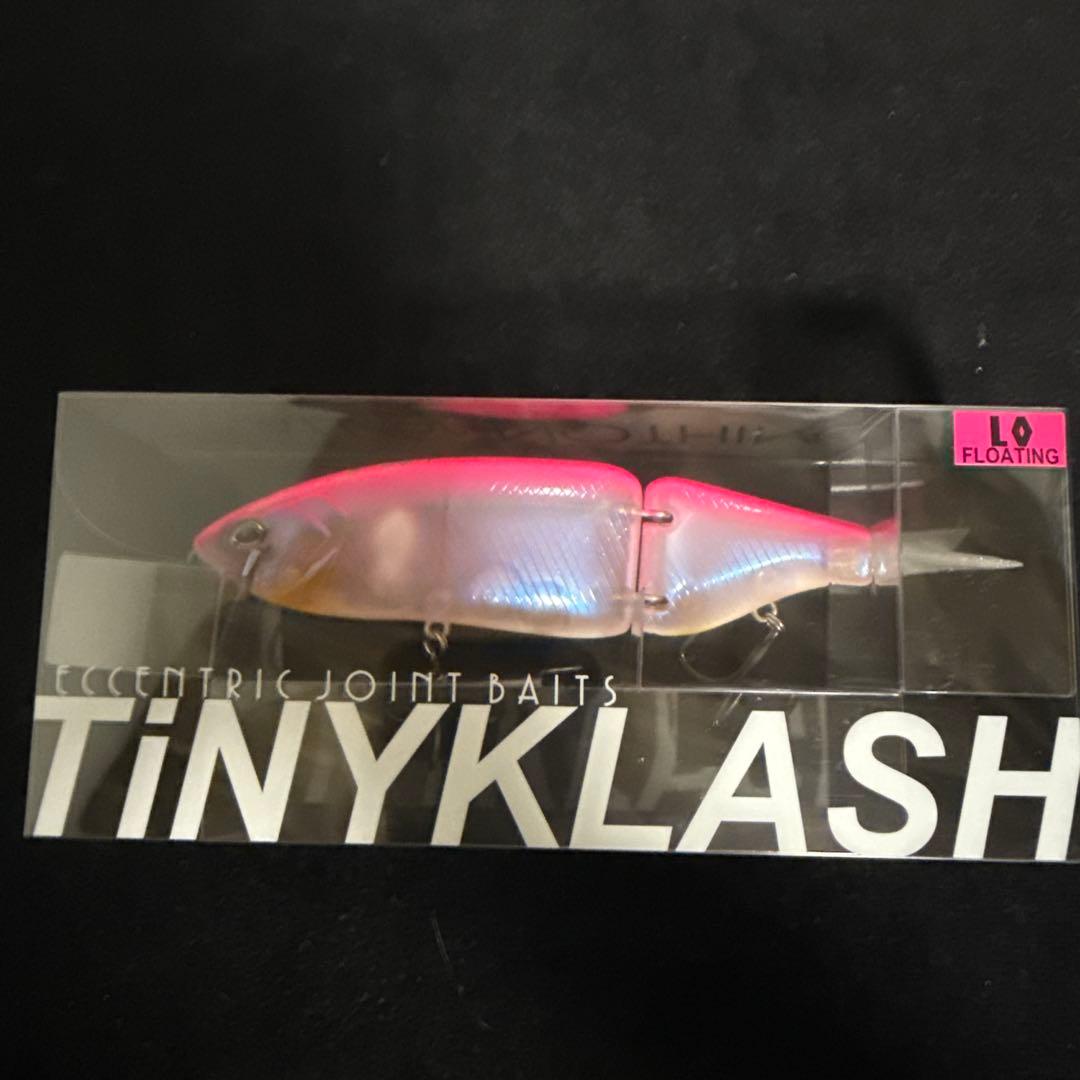 LO
FLOATING
ECCENTRIC JOINT BAITS
TiNYKLASH